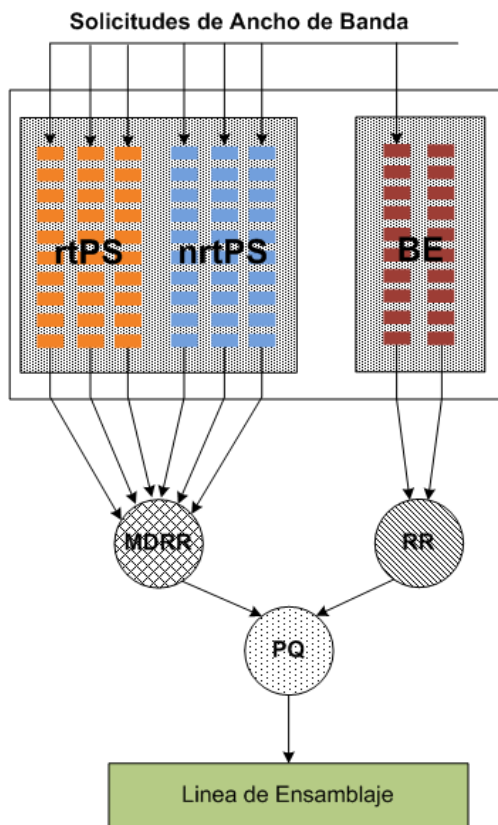 Solicitudes de Ancho de Banda
rtPS
nrtPS
BE
MDRR
RR
PQ
Linea de Ensamblaje